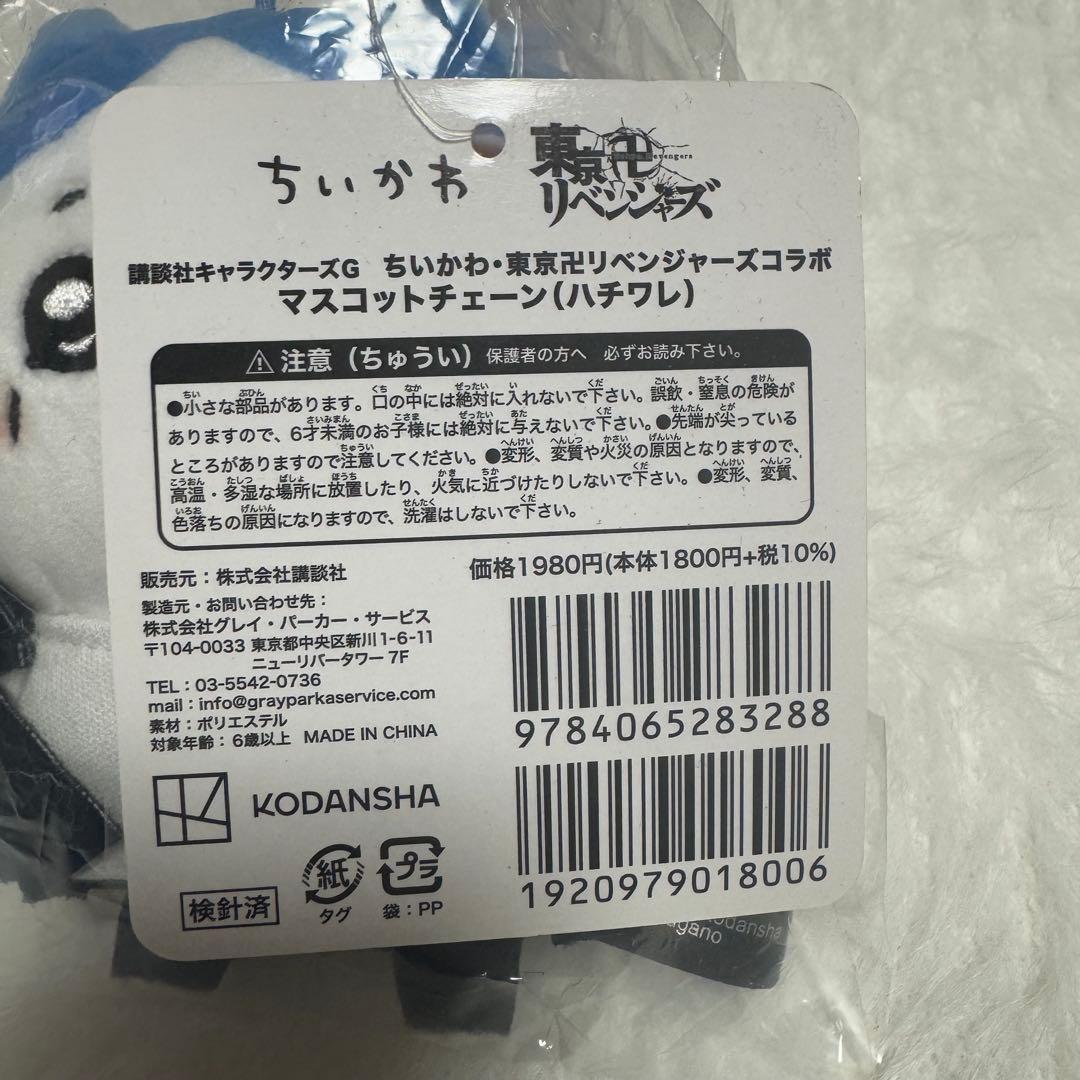 ちいかわ
東京卍
リベンジャーズ
講談社キャラクターズG　ちいかわ・東京卍リベンジャーズコラボ
マスコットチェーン（ハチワレ）
⚠注意（ちゅうい）保護者の方へ　必ずお読み下さい。
●小さな部品があります。口の中には絶対に入れないで下さい。誤飲・窒息の危険が
ありますので、6才未満のお子様には絶対に与えないで下さい。●先端が尖っている
ところがありますので注意してください。●変形、変質や火災の原因となりますので、
高温・多湿な場所に放置したり、火気に近づけたりしないで下さい。●変形、変質、
色落ちの原因になりますので、洗濯はしないで下さい。
販売元：株式会社講談社
価格1980円(本体1800円+税10%)
製造元・お問い合わせ先：
株式会社グレイ・パーカー・サービス
〒104-0033 東京都中央区新川1-6-11
ニューリバータワー 7F
TEL：03-5542-0736
mail：info@grayparkaservice.com
素材：ポリエステル
対象年齢：6歳以上　MADE IN CHINA
9784065283288
KODANSHA
紙
タグ
プラ
袋：PP
1920979018006
検針済
Kodansha